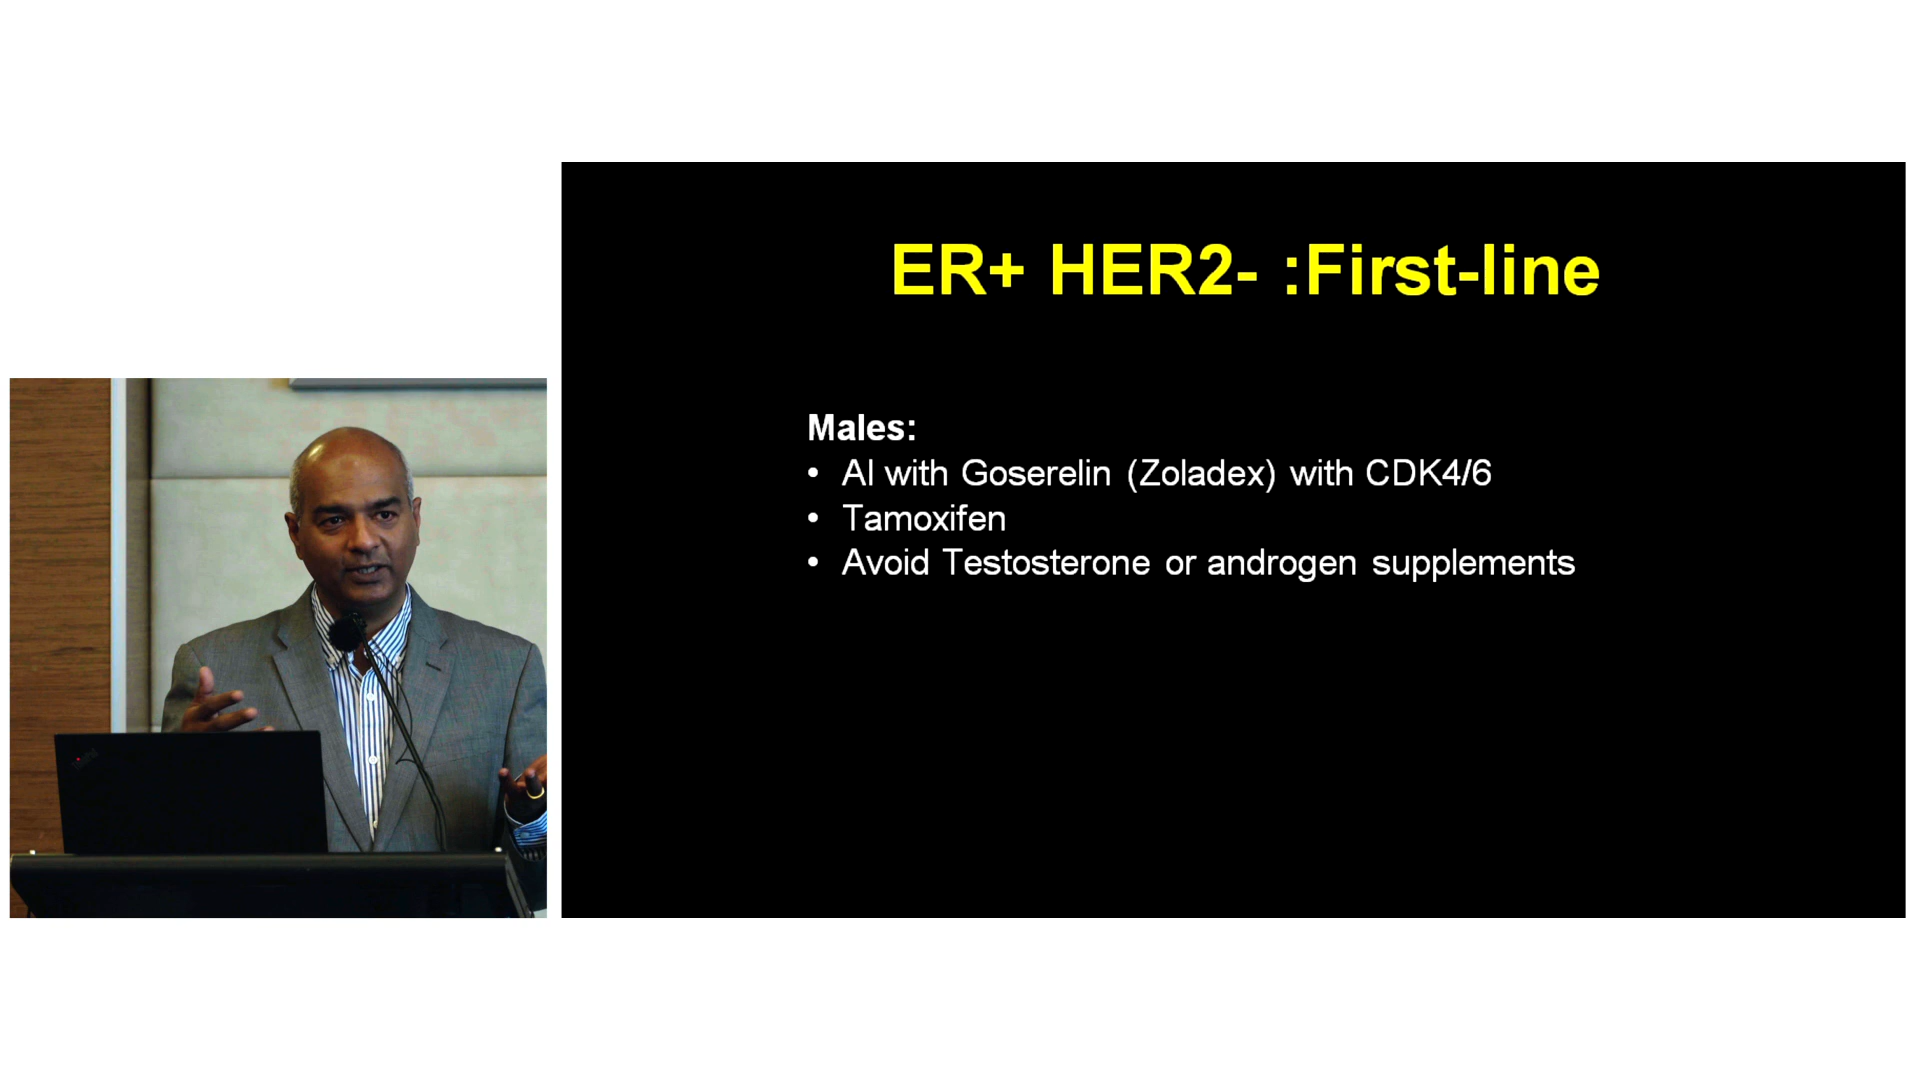 ER+ HER2- :First-line
Males:
• AI with Goserelin (Zoladex) with CDK4/6
• Tamoxifen
• Avoid Testosterone or androgen supplements